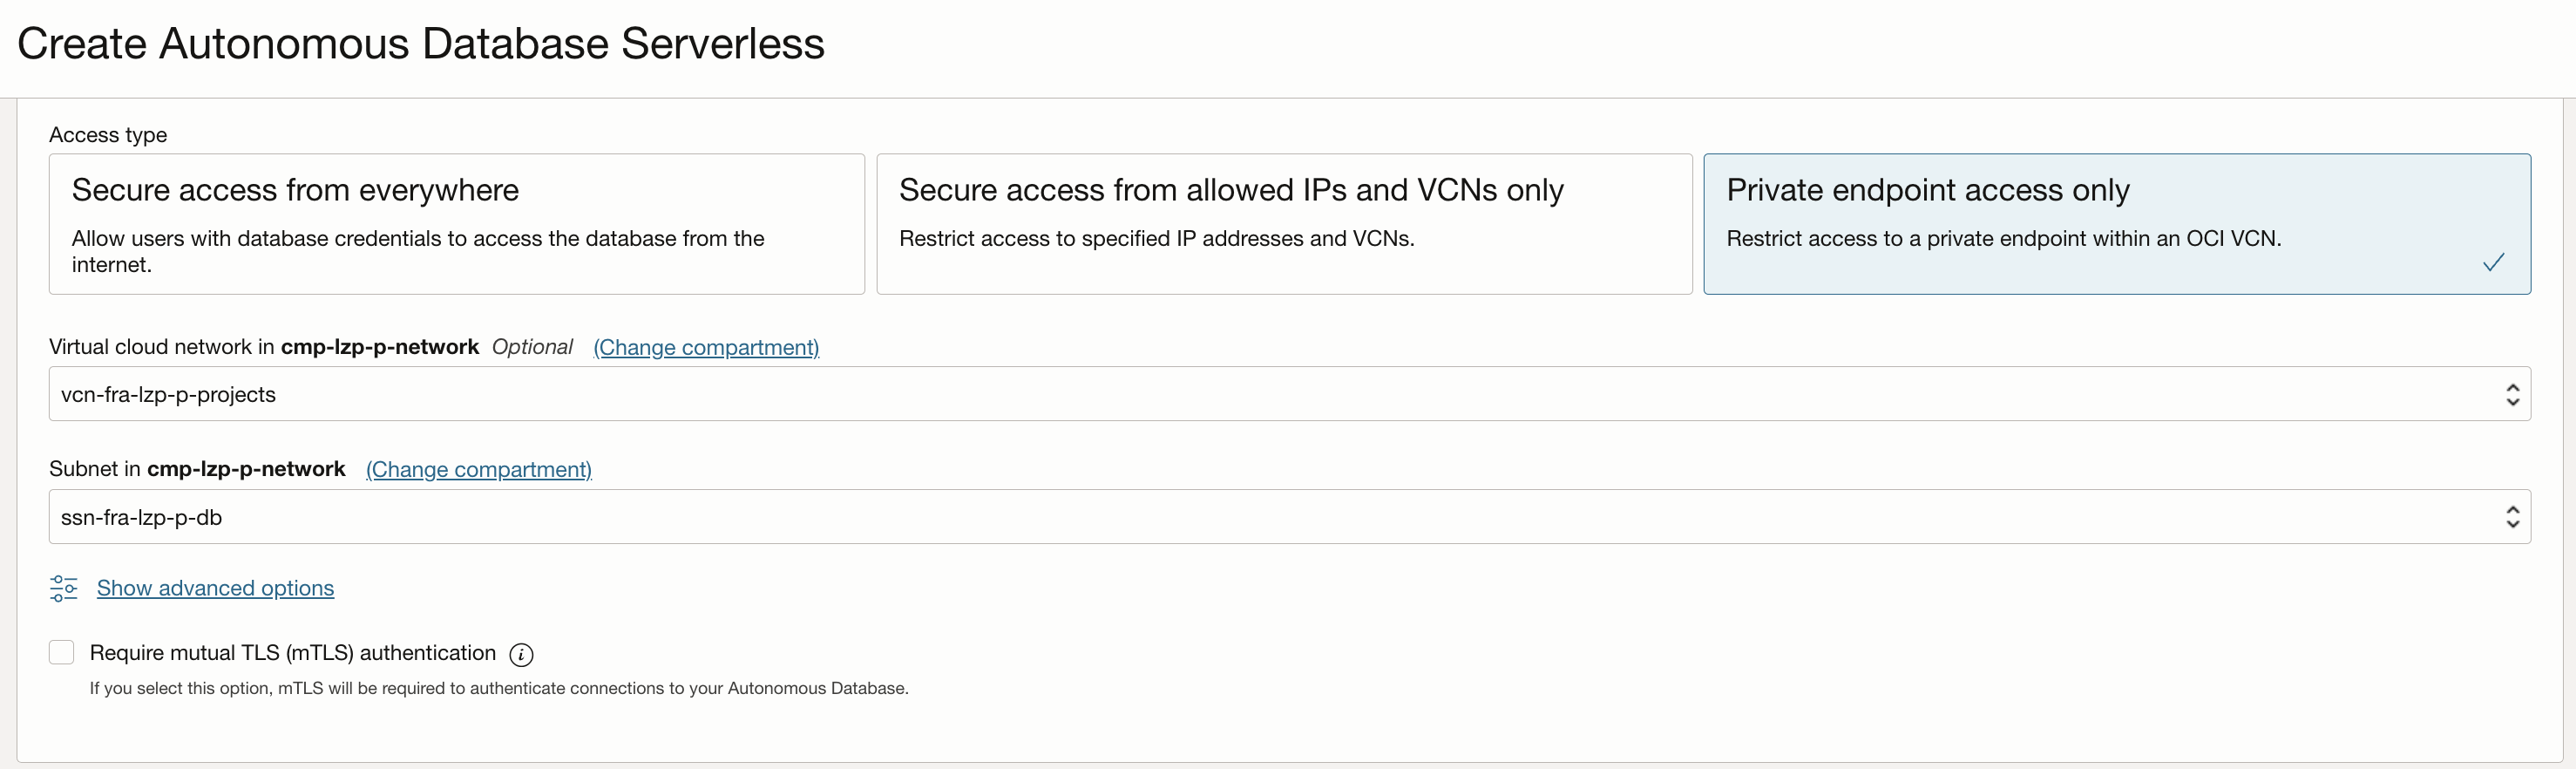 Create Autonomous Database Serverless
Access type
Secure access from everywhere
Allow users with database credentials to access the database from the
internet.
Secure access from allowed IPs and VCNs only
Restrict access to specified IP addresses and VCNs.
Private endpoint access only
Restrict access to a private endpoint within an OCI VCN.
Virtual cloud network in cmp-lzp-p-network Optional (Change compartment)
vcn-fra-lzp-p-projects
Subnet in cmp-lzp-p-network (Change compartment)
ssn-fra-lzp-p-db
Show advanced options
Require mutual TLS (mTLS) authentication i
If you select this option, mTLS will be required to authenticate connections to your Autonomous Database.